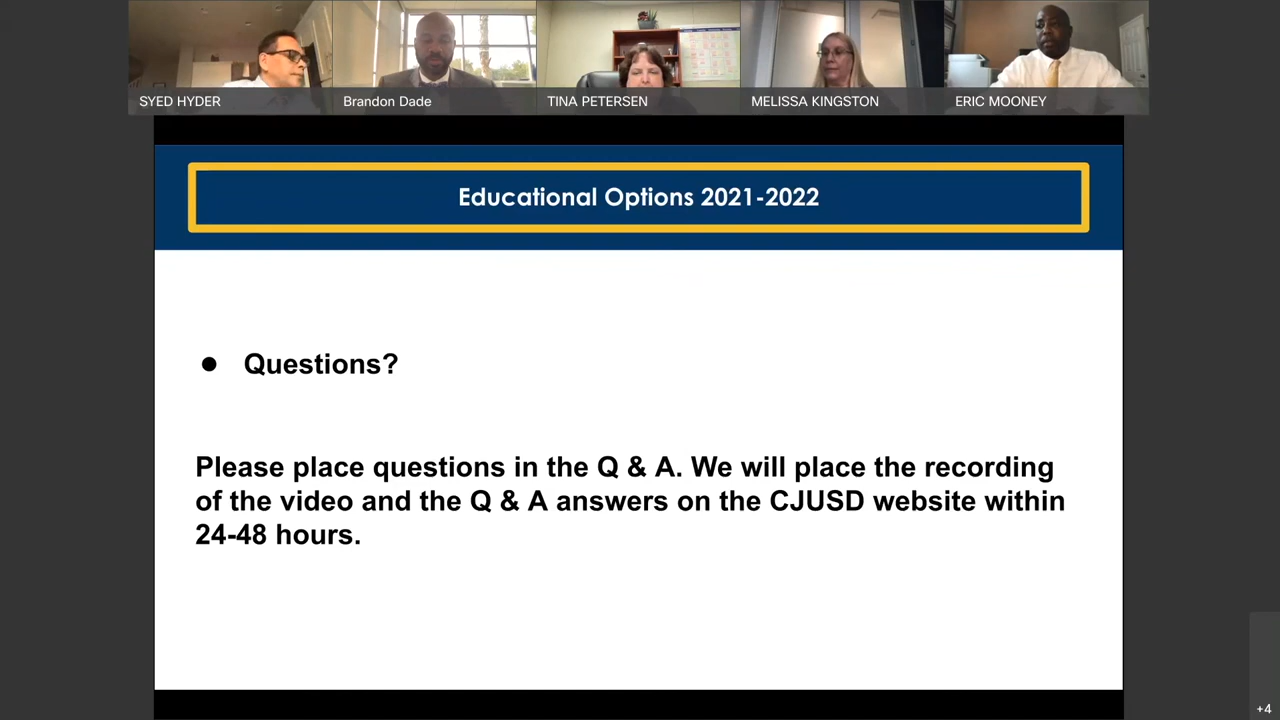 SYED HYDER
Brandon Dade
TINA PETERSEN
MELISSA KINGSTON
ERIC MOONEY
Educational Options 2021-2022
● Questions?
Please place questions in the Q & A. We will place the recording
of the video and the Q & A answers on the CJUSD website within
24-48 hours.
+4